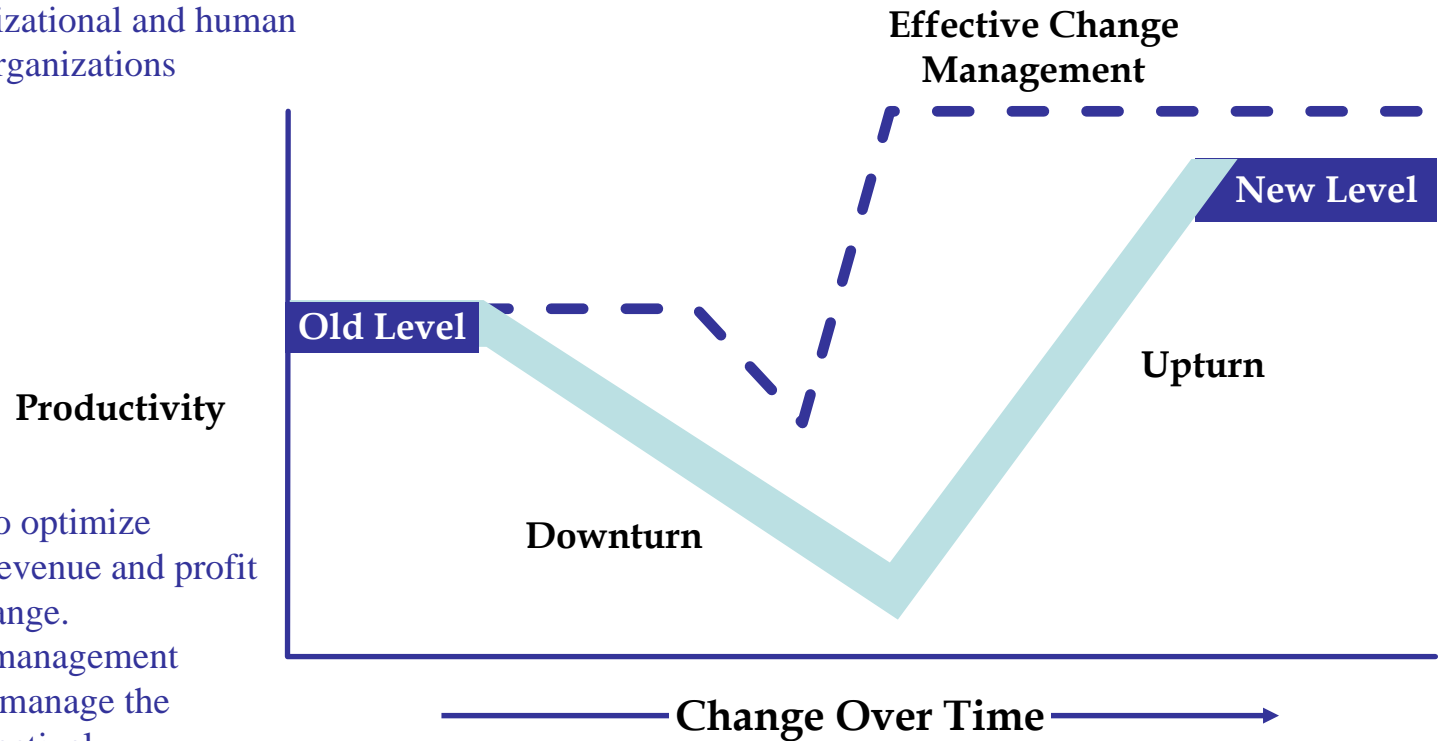 izational and human
rganizations
Effective Change
Management
New Level
Old Level
Upturn
Productivity
Downturn
o optimize
evenue and profit
ange.
management
manage the
Change Over Time